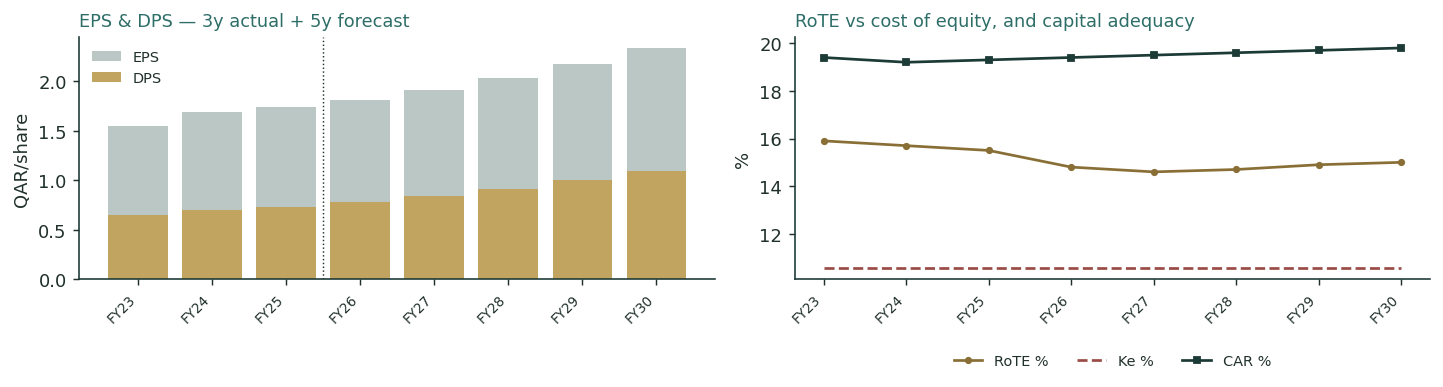 EPS & DPS — 3y actual + 5y forecast
EPS
DPS
QAR/share
2.0
1.5
1.0
0.5
0.0
FY23
FY24
FY25
FY26
FY27
FY28
FY29
FY30
RoTE vs cost of equity, and capital adequacy
%
20
18
16
14
12
FY23
FY24
FY25
FY26
FY27
FY28
FY29
FY30
RoTE % Ke % CAR %